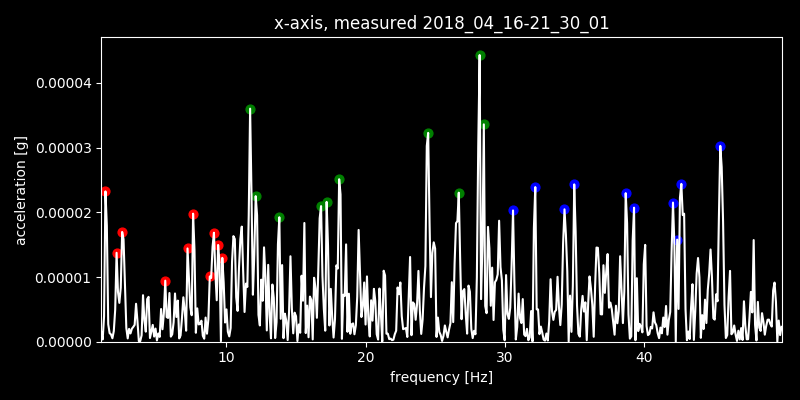 x-axis, measured 2018_04_16-21_30_01
0.00004
0.00003
0.00002
0.00001
0.00000
acceleration [g]
10 20 30 40
frequency [Hz]